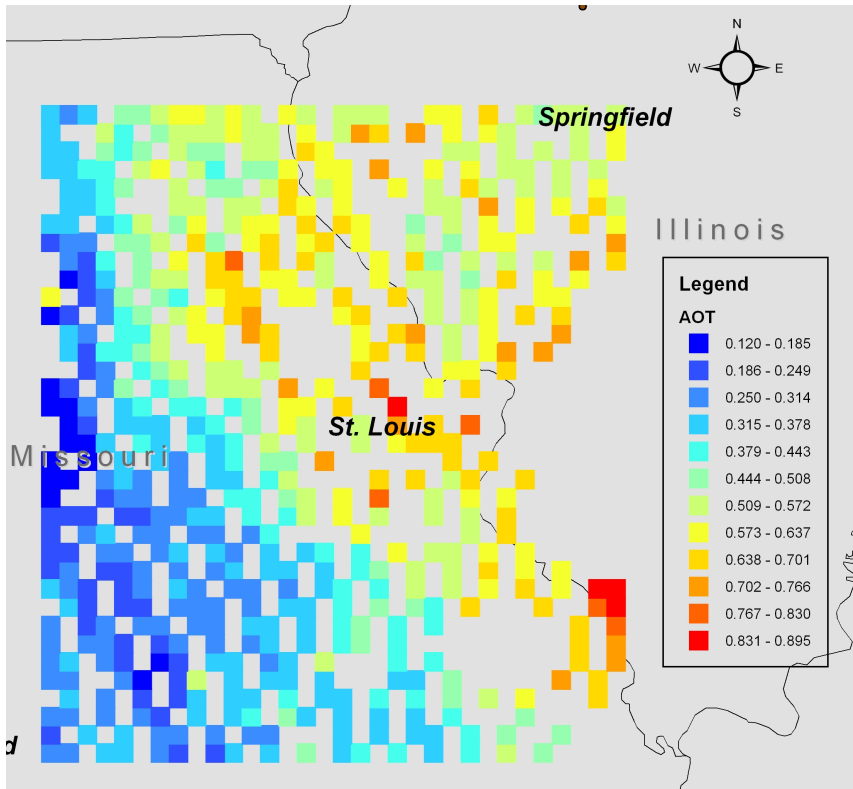 N
W E
S
Springfield
Illinois
Legend
AOT
0.120 - 0.185
0.186 - 0.249
0.250 - 0.314
0.315 - 0.378
0.379 - 0.443
0.444 - 0.508
0.509 - 0.572
0.573 - 0.637
0.638 - 0.701
0.702 - 0.766
0.767 - 0.830
0.831 - 0.895
St. Louis
Missouri
d